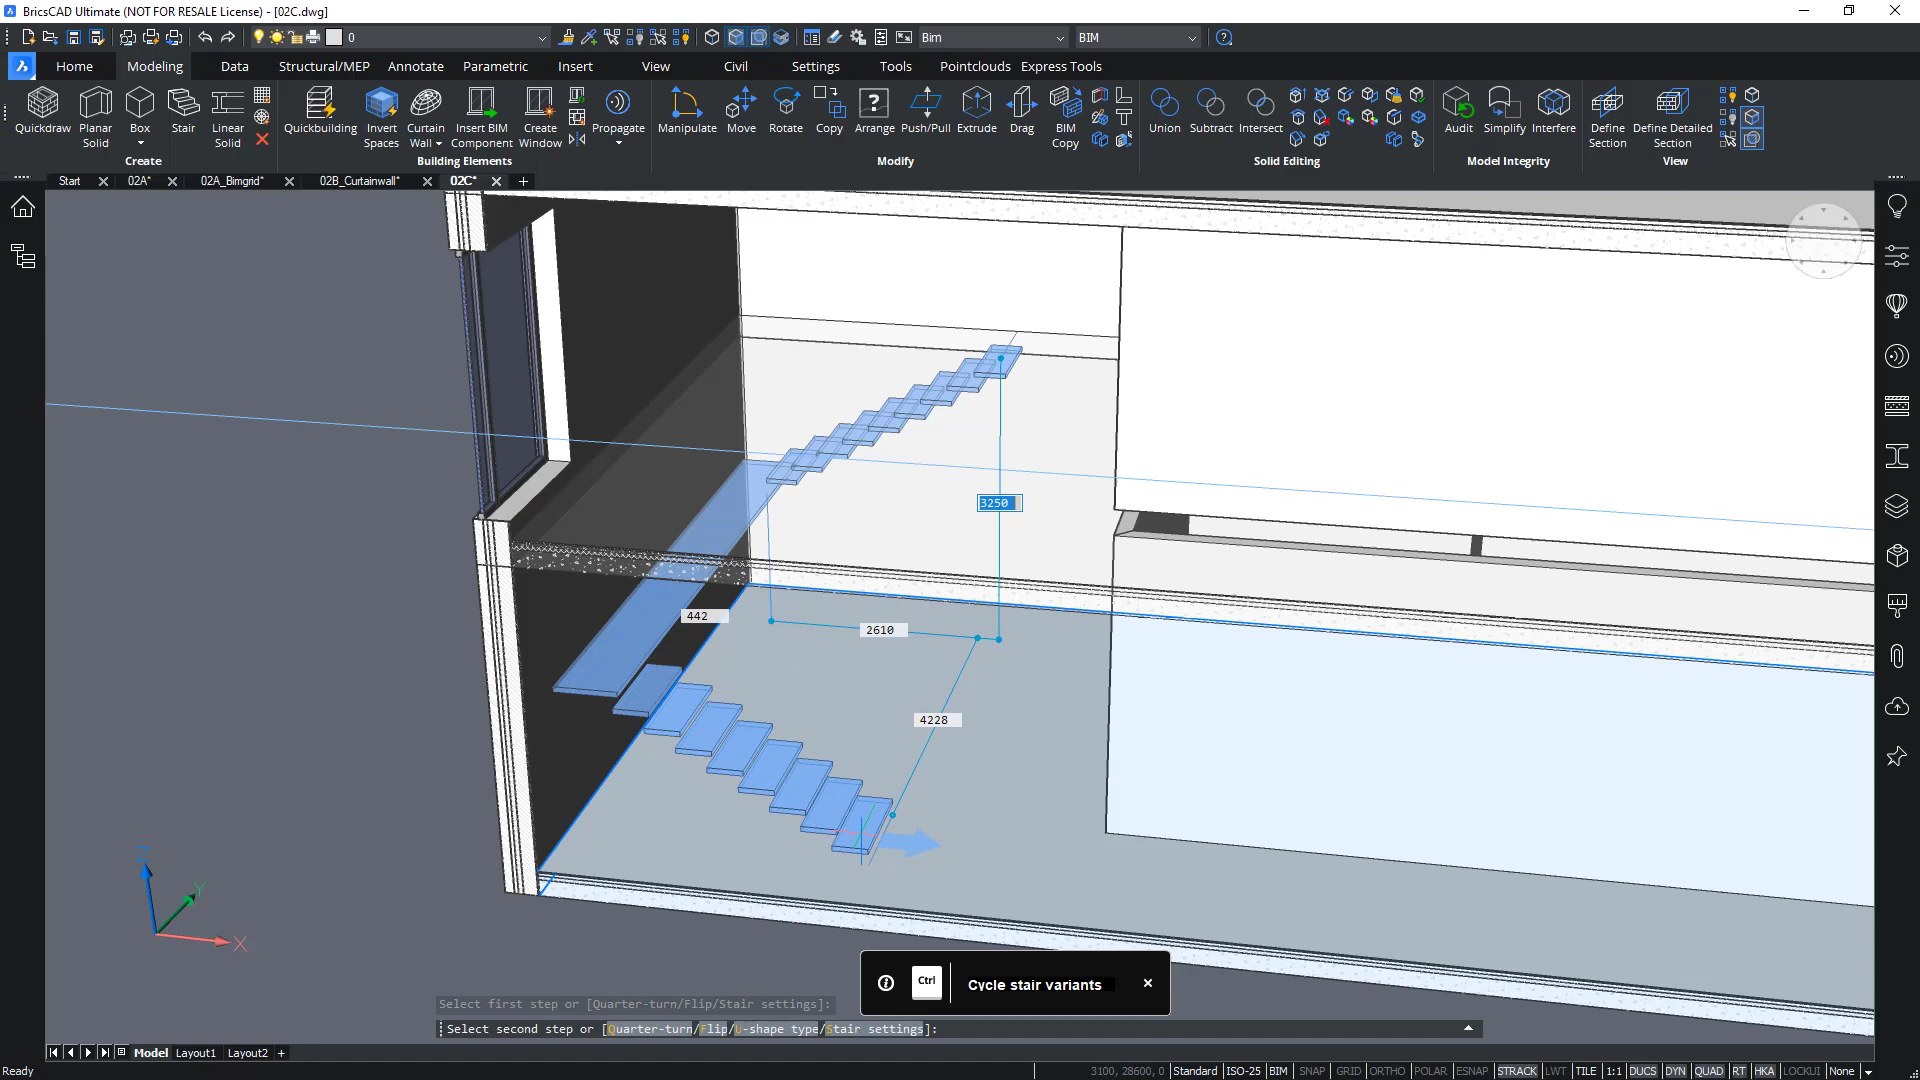 BricsCAD Ultimate (NOT FOR RESALE License) - [02C.dwg]
0
Bim
BIM
Home
Modeling
Data
Structural/MEP
Annotate
Parametric
Insert
View
Civil
Settings
Tools
Pointclouds
Express Tools
Quickdraw
Planar
Solid
Box
Stair
Linear
Solid
Create
Quickbuilding
Invert
Spaces
Curtain
Wall
Insert BIM
Component
Create
Window
Propagate
Building Elements
Manipulate
Move
Rotate
Copy
Arrange
Push/Pull
Extrude
Drag
BIM
Copy
Modify
Union
Subtract
Intersect
Solid Editing
Audit
Simplify
Interfere
Model Integrity
Define
Section
Define Detailed
Section
View
Start
02A*
02A_Bimgrid*
02B_Curtainwall*
02C*
3250
442
2610
4228
Z
Y
X
Ctrl
Cycle stair variants
Select first step or [Quarter-turn/Flip/Stair settings]:
Select second step or [Quarter-turn/Flip/U-shape type/Stair settings]:
Model
Layout1
Layout2
Ready
3100, 28600, 0
Standard
ISO-25
BIM
SNAP
GRID
ORTHO
POLAR
ESNAP
STRACK
LWT
TILE
1:1
DUCS
DYN
QUAD
RT
HKA
LOCKUI
None